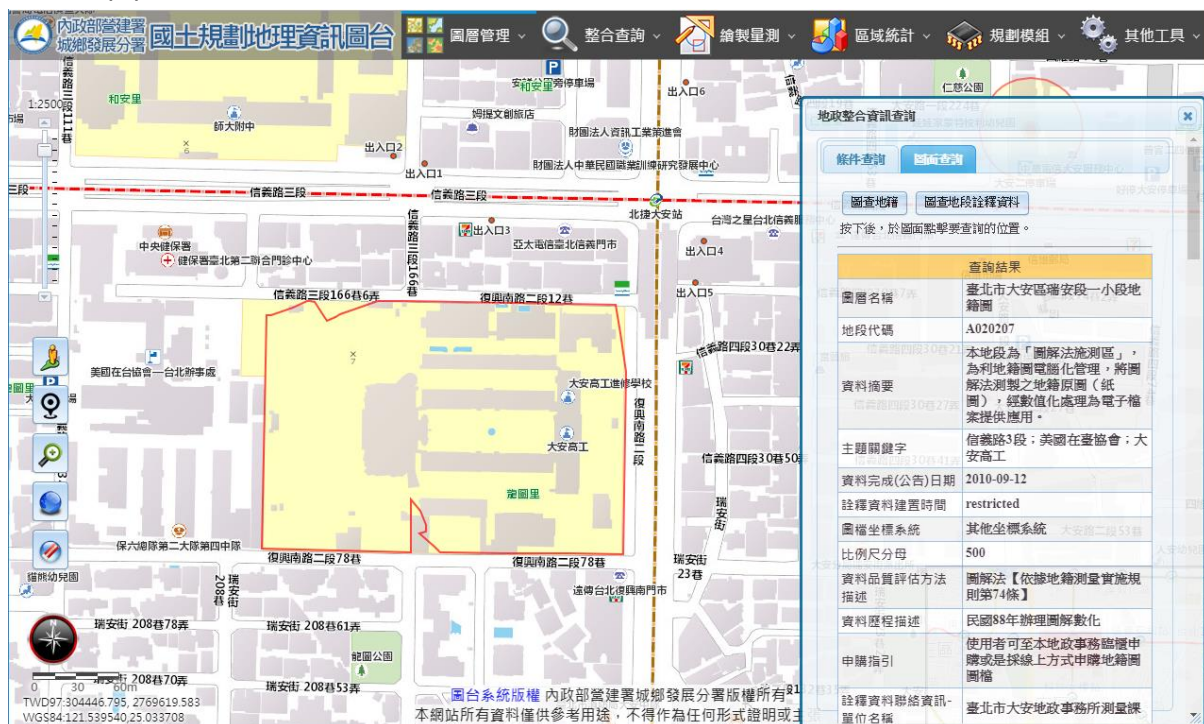 內政部營建署
城鄉發展分署
國土規劃地理資訊圖台
圖層管理
整合查詢
繪製量測
區域統計
規劃模組
其他工具
1:2500
和安里
和安里
師大附中
出入口2
出入口1
姆提文創旅店
財團法人資訊工業策進會
財團法人中華民國職業訓練研究發展中心
出入口6
仁慈公園
信義路三段
信義路三段
北捷大安站
台灣之星台北信義服
中央健保署
健保署臺北第二聯合門診中心
信義路三段166巷
出入口3
亞太電信臺北信義門市
出入口4
出入口5
信義路三段166巷6弄
復興南路二段12巷
信義路四段30巷22弄
美國在台協會—台北辦事處
大安高工進修學校
大安高工
復興南路二段
信義路四段30巷50弄
龍圖里
瑞安街
保六總隊第二大隊第四中隊
復興南路二段78巷
復興南路二段78巷
瑞安街
23巷
貓熊幼兒園
瑞安街
208巷
遠傳台北復興南門市
瑞安街 208巷78弄
瑞安街 208巷61弄
龍圖公園
瑞安街 208巷70弄
瑞安街 208巷53弄
0 30 60m
TWD97:304446.795, 2769619.583
WGS84:121.539540,25.033708
圖台系統版權 內政部營建署城鄉發展分署版權所有
本網站所有資料僅供參考用途，不得作為任何形式證明或主
地政整合資訊查詢
條件查詢
圖面查詢
圖查地籍
圖查地段詮釋資料
按下後，於圖面點擊要查詢的位置。
查詢結果
圖層名稱
臺北市大安區瑞安段一小段地
籍圖
地段代碼
A020207
資料摘要
本地段為「圖解法施測區」，
為利地籍圖電腦化管理，將圖
解法測製之地籍原圖（紙
圖），經數值化處理為電子檔
案提供應用。
主題關鍵字
信義路3段；美國在臺協會；大
安高工
資料完成(公告)日期
2010-09-12
詮釋資料建置時間
restricted
圖檔坐標系統
其他坐標系統
比例尺分母
500
資料品質評估方法
描述
圖解法【依據地籍測量實施規
則第74條】
資料歷程描述
民國88年辦理圖解數化
申購指引
使用者可至本地政事務臨櫃申
購或是採線上方式申購地籍圖
圖檔
詮釋資料聯絡資訊-
單位名稱
臺北市大安地政事務所測量課